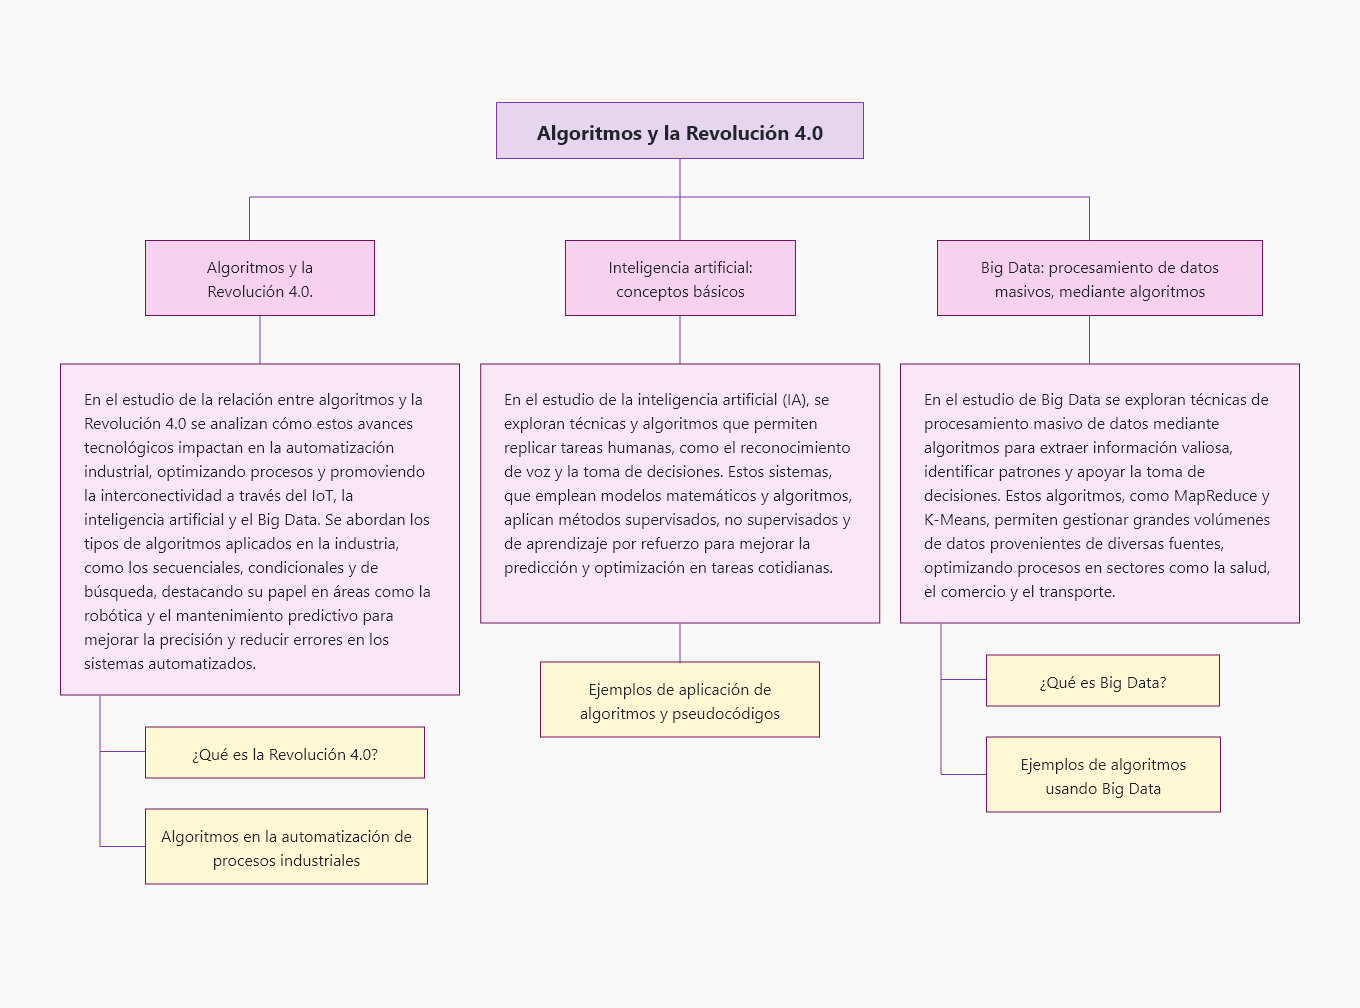 Algoritmos y la Revolución 4.0
Algoritmos y la
Revolución 4.0.
En el estudio de la relación entre algoritmos y la
Revolución 4.0 se analizan cómo estos avances
tecnológicos impactan en la automatización
industrial, optimizando procesos y promoviendo
la interconectividad a través del IoT, la
inteligencia artificial y el Big Data. Se abordan los
tipos de algoritmos aplicados en la industria,
como los secuenciales, condicionales y de
búsqueda, destacando su papel en áreas como la
robótica y el mantenimiento predictivo para
mejorar la precisión y reducir errores en los
sistemas automatizados.
¿Qué es la Revolución 4.0?
Algoritmos en la automatización de
procesos industriales
Inteligencia artificial:
conceptos básicos
En el estudio de la inteligencia artificial (IA), se
exploran técnicas y algoritmos que permiten
replicar tareas humanas, como el reconocimiento
de voz y la toma de decisiones. Estos sistemas,
que emplean modelos matemáticos y algoritmos,
aplican métodos supervisados, no supervisados y
de aprendizaje por refuerzo para mejorar la
predicción y optimización en tareas cotidianas.
Ejemplos de aplicación de
algoritmos y pseudocódigos
Big Data: procesamiento de datos
masivos, mediante algoritmos
En el estudio de Big Data se exploran técnicas de
procesamiento masivo de datos mediante
algoritmos para extraer información valiosa,
identificar patrones y apoyar la toma de
decisiones. Estos algoritmos, como MapReduce y
K-Means, permiten gestionar grandes volúmenes
de datos provenientes de diversas fuentes,
optimizando procesos en sectores como la salud,
el comercio y el transporte.
¿Qué es Big Data?
Ejemplos de algoritmos
usando Big Data